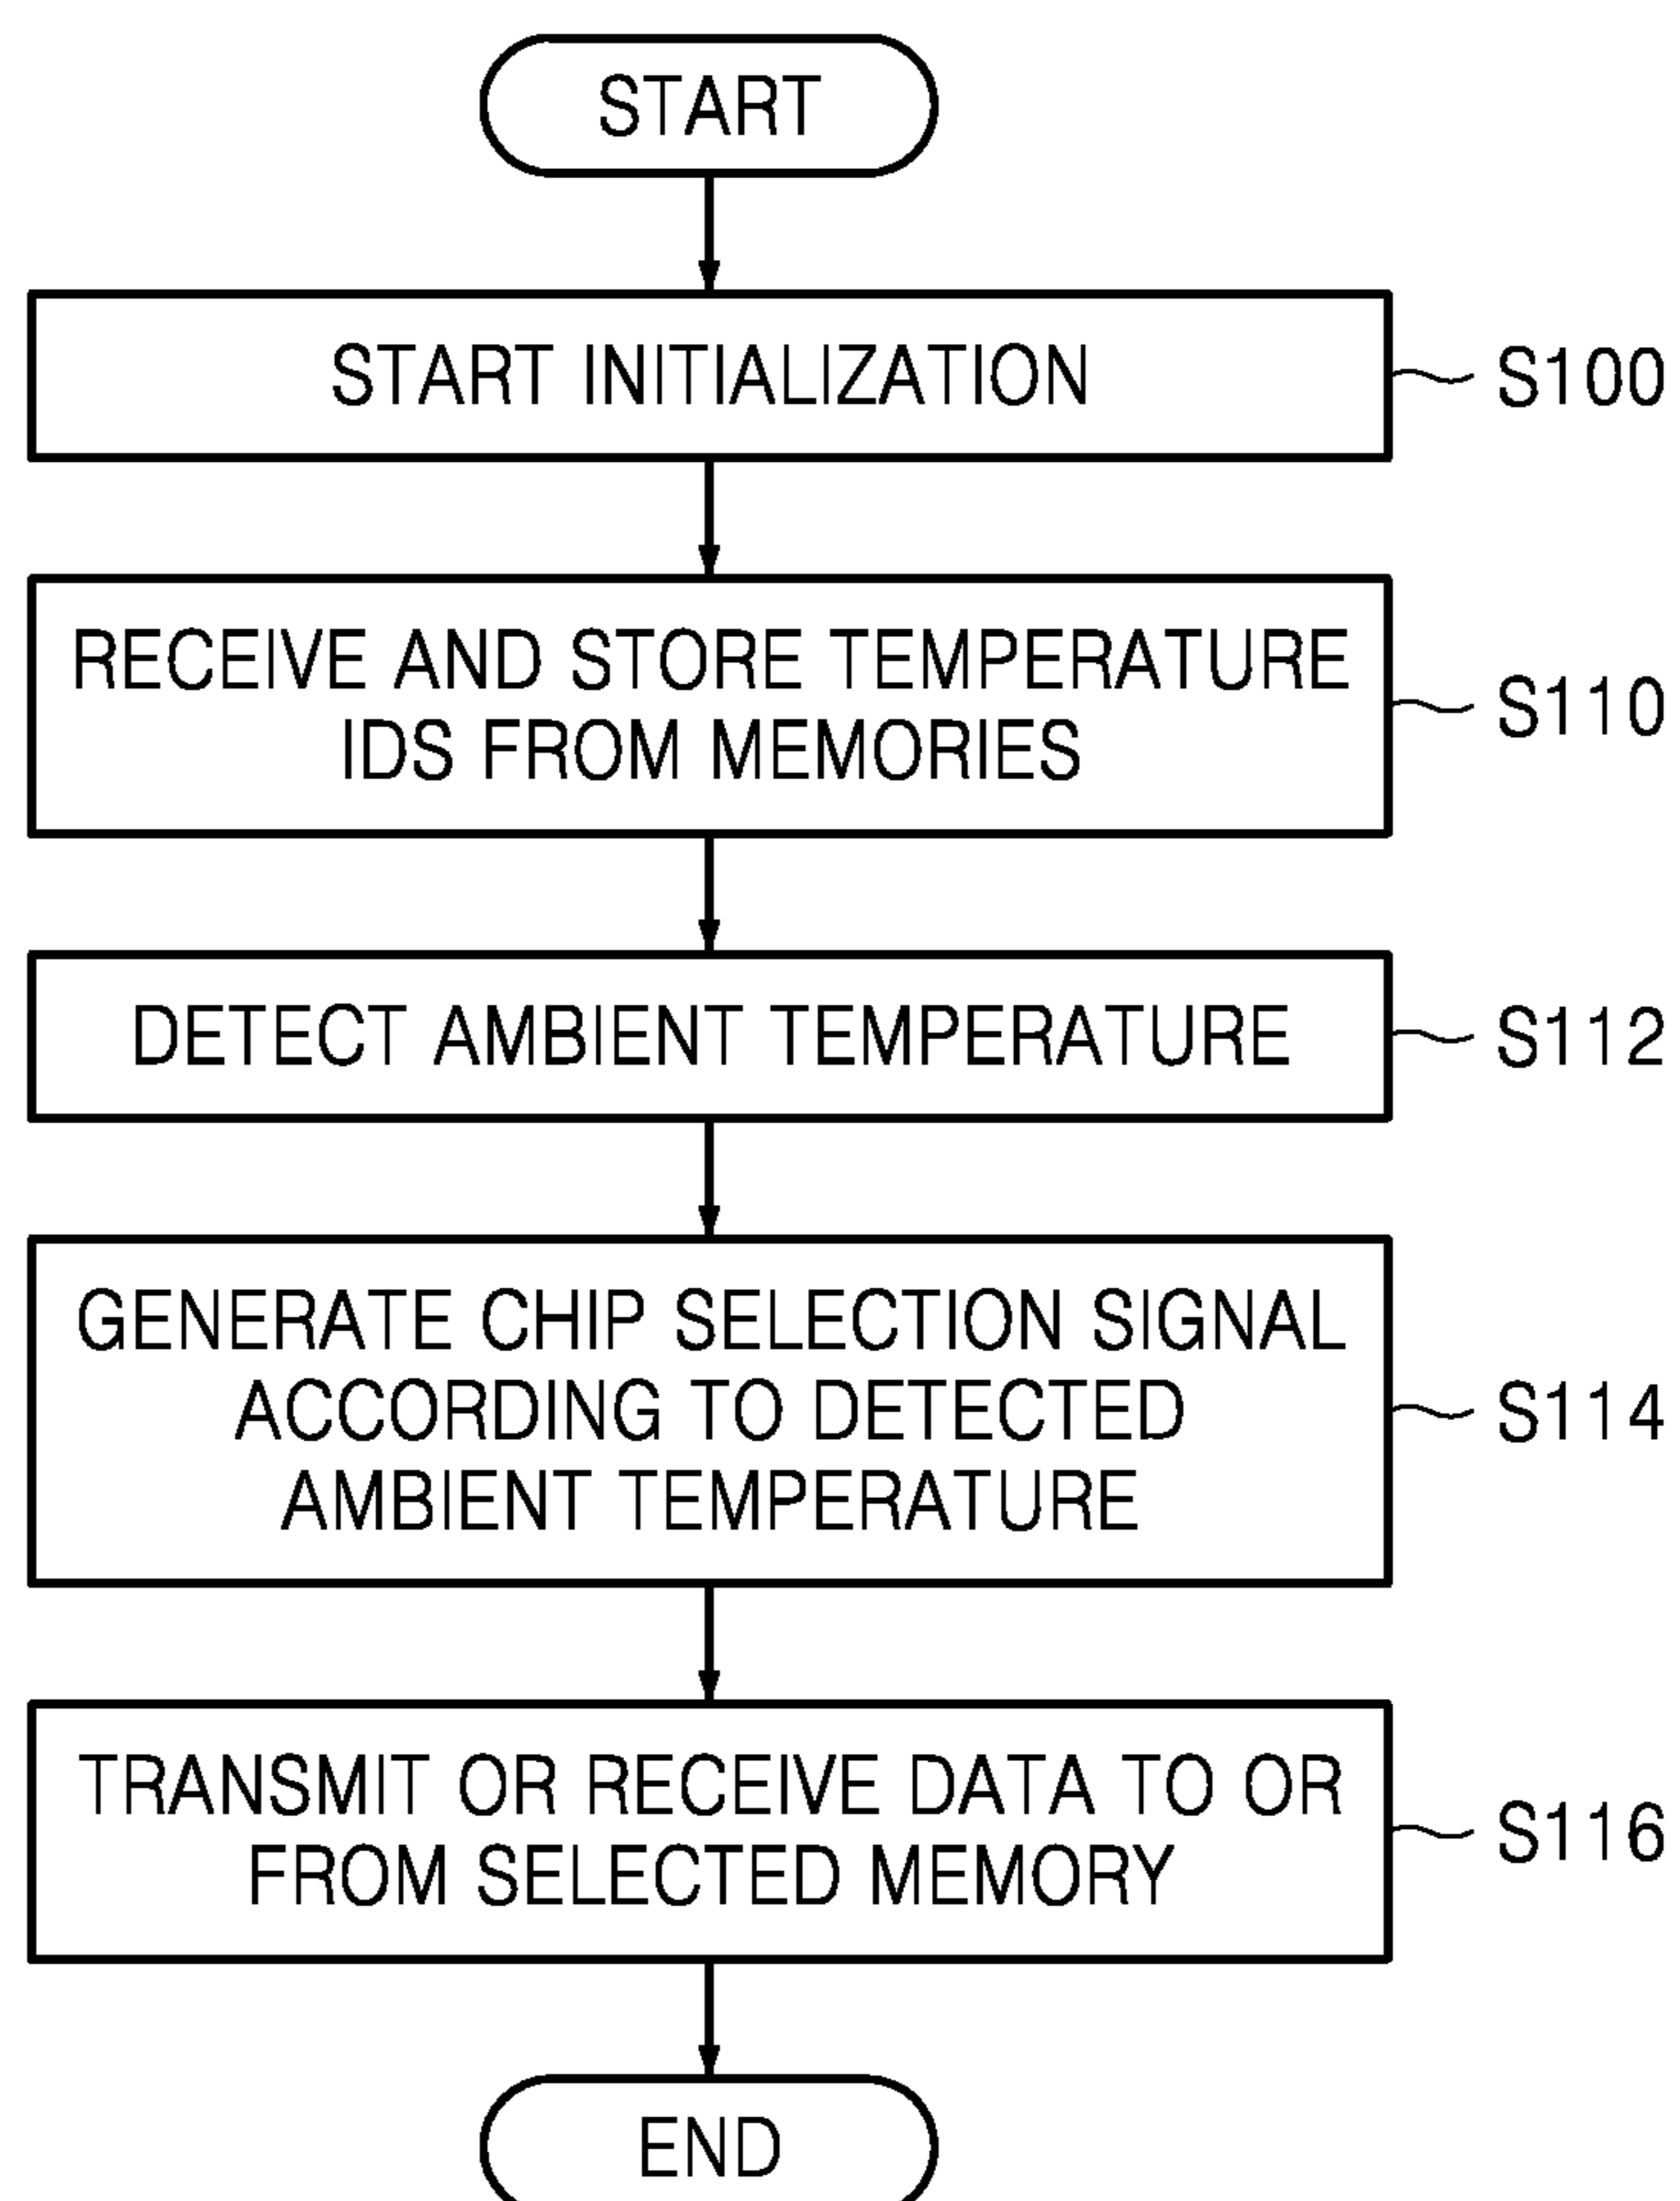 START
START INITIALIZATION
S100
RECEIVE AND STORE TEMPERATURE
IDS FROM MEMORIES
S110
DETECT AMBIENT TEMPERATURE
S112
GENERATE CHIP SELECTION SIGNAL
ACCORDING TO DETECTED
AMBIENT TEMPERATURE
S114
TRANSMIT OR RECEIVE DATA TO OR
FROM SELECTED MEMORY
S116
END